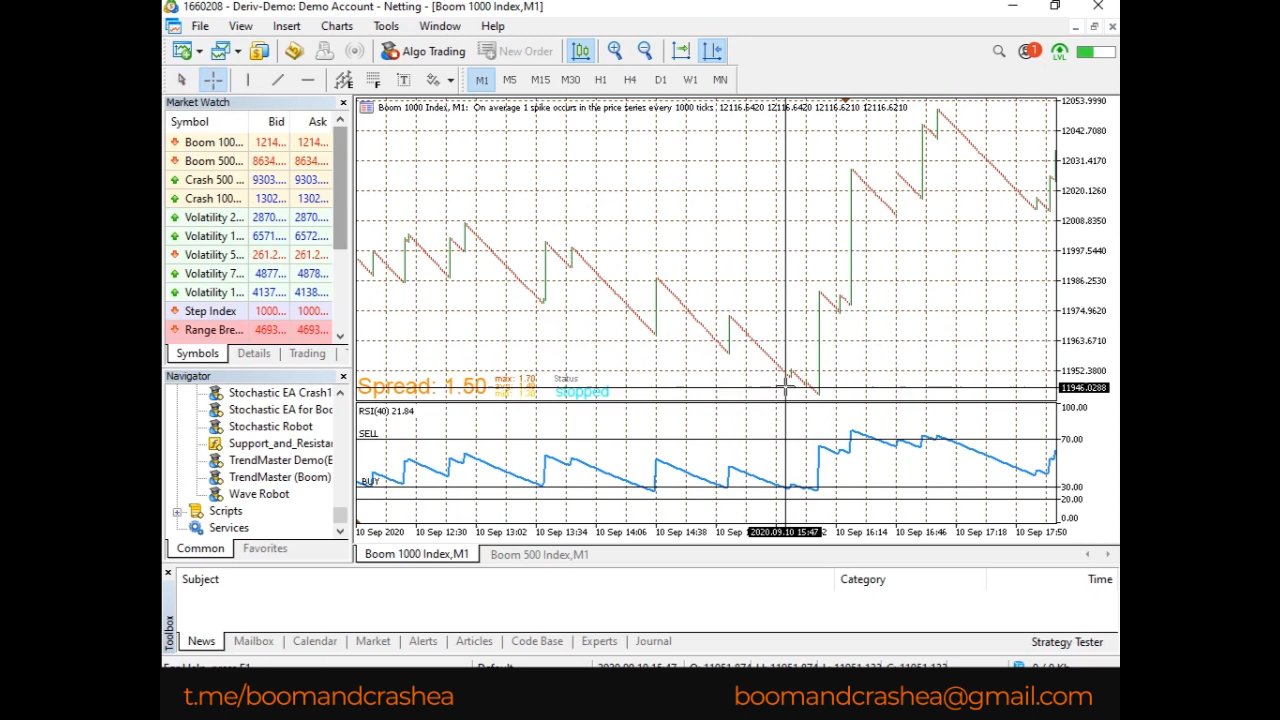 1660208 - Deriv-Demo: Demo Account - Netting - [Boom 1000 Index,M1]
File View Insert Charts Tools Window Help
Algo Trading New Order 1 LVL
F T M1 M5 M15 M30 H1 H4 D1 W1 MN
Market Watch
Symbol Bid Ask
Boom 100... 1214... 1214...
Boom 500... 8634.... 8634....
Crash 500 ... 9303.... 9303....
Crash 100... 1302... 1302...
Volatility 2... 2870.... 2870....
Volatility 1... 6571.... 6572....
Volatility 5... 261.2... 261.2...
Volatility 7... 4877... 4878...
Volatility 1... 4137.... 4138....
Step Index 1000... 1000...
Range Bre... 4693... 4693...
Symbols Details Trading
Navigator
Stochastic EA Crash1
Stochastic EA for Boo
Stochastic Robot
Support_and_Resistar
TrendMaster Demo(E
TrendMaster (Boom)
Wave Robot
Scripts
Services
Common Favorites
Boom 1000 Index, M1: On average 1 spike occurs in the price series every 1000 ticks 12116.6420 12116.6420 12116.6210 12116.6210
12053.9990
12042.7080
12031.4170
12020.1260
12008.8350
11997.5440
11986.2530
11974.9620
11963.6710
11952.3800
11946.0288
Spread: 1.50 max: 1.70 Status
stopped
RSI(40) 21.84 100.00
SELL 70.00
BUY 30.00
20.00
0.00
10 Sep 2020 10 Sep 12:30 10 Sep 13:02 10 Sep 13:34 10 Sep 14:06 10 Sep 14:38 10 Sep 2020.09.10 15:47 2 10 Sep 16:14 10 Sep 16:46 10 Sep 17:18 10 Sep 17:50
Boom 1000 Index,M1 Boom 500 Index,M1
Subject Category Time
Toolbox
News Mailbox Calendar Market Alerts Articles Code Base Experts Journal Strategy Tester
t.me/boomandcrashea boomandcrashea@gmail.com